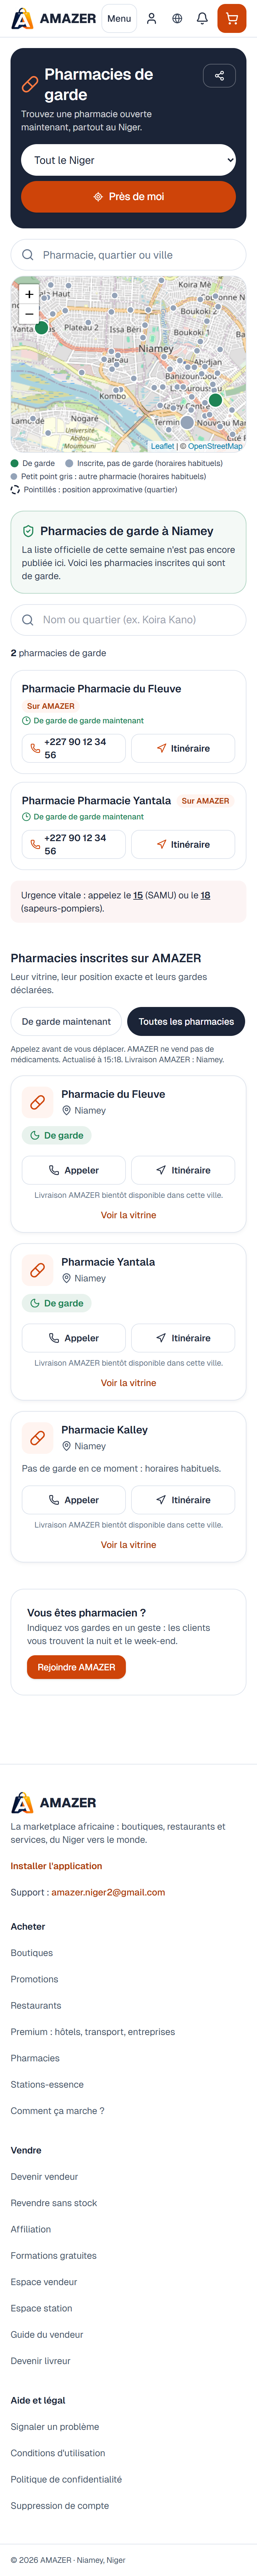 AMAZER
Menu
Pharmacies de
garde
Trouvez une pharmacie ouverte
maintenant, partout au Niger.
Tout le Niger
Près de moi
Pharmacie, quartier ou ville
+
−
Plateau 2
Issa Béri
Koira Mé
Boukoki 2
Boukoki 1
Niamey
Abidjan
Kombo
Nogaré
Université
Abdou
Moumouni
Leaflet | © OpenStreetMap
De garde
Inscrite, pas de garde (horaires habituels)
Petit point gris : autre pharmacie (horaires habituels)
Pointillés : position approximative (quartier)
Pharmacies de garde à Niamey
La liste officielle de cette semaine n'est pas encore
publiée ici. Voici les pharmacies inscrites qui sont
de garde.
Nom ou quartier (ex. Koira Kano)
2 pharmacies de garde
Pharmacie Pharmacie du Fleuve
Sur AMAZER
De garde de garde maintenant
+227 90 12 34
56
Itinéraire
Pharmacie Pharmacie Yantala
Sur AMAZER
De garde de garde maintenant
+227 90 12 34
56
Itinéraire
Urgence vitale : appelez le 15 (SAMU) ou le 18
(sapeurs-pompiers).
Pharmacies inscrites sur AMAZER
Leur vitrine, leur position exacte et leurs gardes
déclarées.
De garde maintenant
Toutes les pharmacies
Appelez avant de vous déplacer. AMAZER ne vend pas de
médicaments. Actualisé à 15:18. Livraison AMAZER : Niamey.
Pharmacie du Fleuve
Niamey
De garde
Appeler
Itinéraire
Livraison AMAZER bientôt disponible dans cette ville.
Voir la vitrine
Pharmacie Yantala
Niamey
De garde
Appeler
Itinéraire
Livraison AMAZER bientôt disponible dans cette ville.
Voir la vitrine
Pharmacie Kalley
Niamey
Pas de garde en ce moment : horaires habituels.
Appeler
Itinéraire
Livraison AMAZER bientôt disponible dans cette ville.
Voir la vitrine
Vous êtes pharmacien ?
Indiquez vos gardes en un geste : les clients
vous trouvent la nuit et le week-end.
Rejoindre AMAZER
AMAZER
La marketplace africaine : boutiques, restaurants et
services, du Niger vers le monde.
Installer l'application
Support : amazer.niger2@gmail.com
Acheter
Boutiques
Promotions
Restaurants
Premium : hôtels, transport, entreprises
Pharmacies
Stations-essence
Comment ça marche ?
Vendre
Devenir vendeur
Revendre sans stock
Affiliation
Formations gratuites
Espace vendeur
Espace station
Guide du vendeur
Devenir livreur
Aide et légal
Signaler un problème
Conditions d'utilisation
Politique de confidentialité
Suppression de compte
© 2026 AMAZER · Niamey, Niger